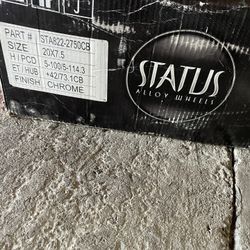 PART # STA822-2750CB
SIZE 20X7.5
H / PCD 5-100/5-114.3
ET / HUB +42/73.1CB
FINISH CHROME
STATUS
ALLOY WHEELS